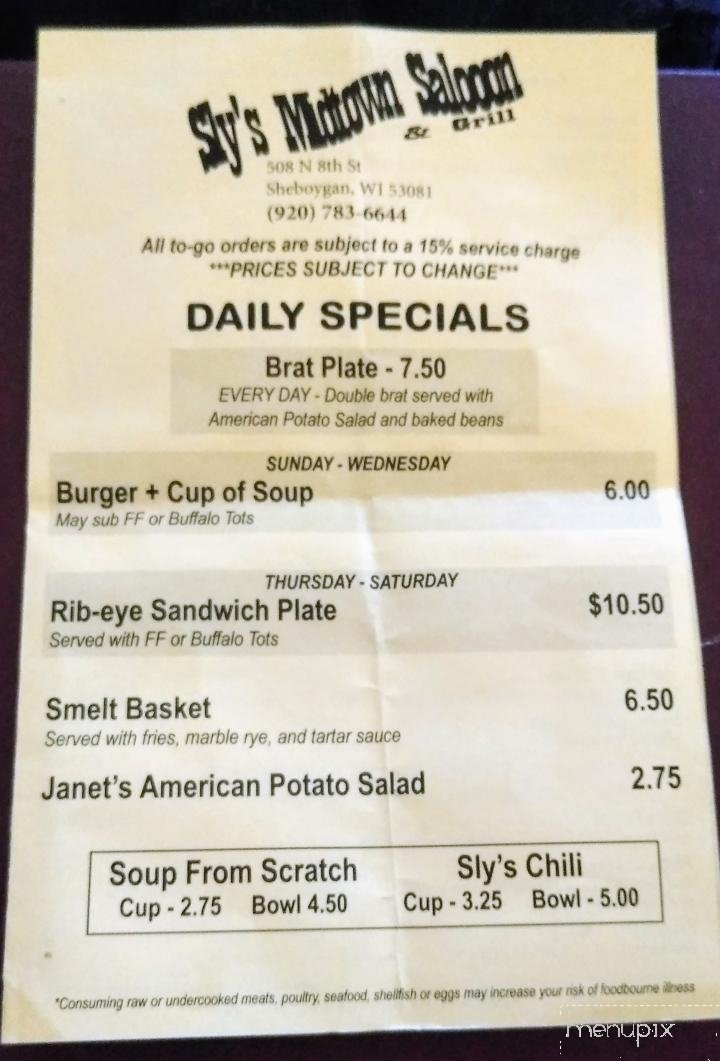 Sly's Midtown Salooon
& Grill
508 N 8th St
Sheboygan, WI 53081
(920) 783-6644
All to-go orders are subject to a 15% service charge
***PRICES SUBJECT TO CHANGE***
DAILY SPECIALS
Brat Plate - 7.50
EVERY DAY - Double brat served with
American Potato Salad and baked beans
SUNDAY - WEDNESDAY
Burger + Cup of Soup 6.00
May sub FF or Buffalo Tots
THURSDAY - SATURDAY
Rib-eye Sandwich Plate $10.50
Served with FF or Buffalo Tots
Smelt Basket 6.50
Served with fries, marble rye, and tartar sauce
Janet's American Potato Salad 2.75
Soup From Scratch Sly's Chili
Cup - 2.75 Bowl 4.50 Cup - 3.25 Bowl - 5.00
*Consuming raw or undercooked meats, poultry, seafood, shellfish or eggs may increase your risk of foodbourne illness
menupix